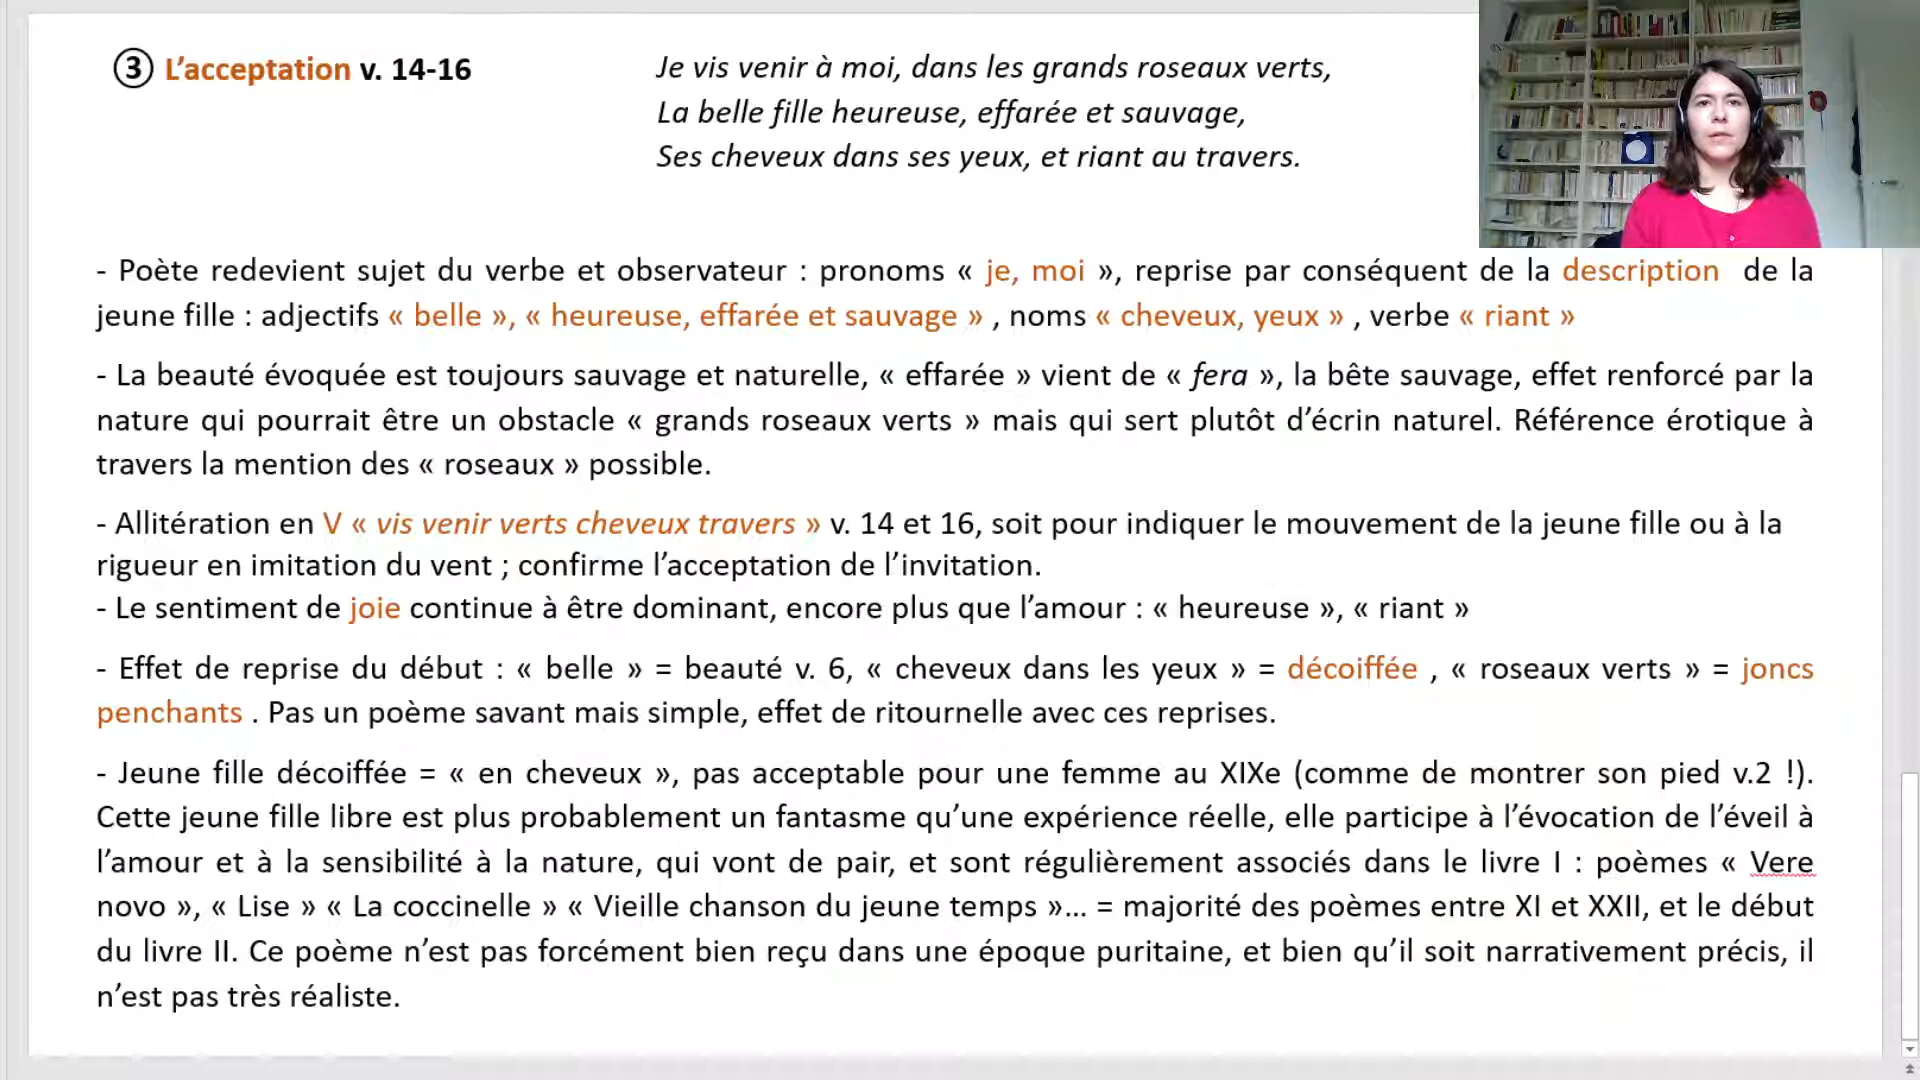 ③ L’acceptation v. 14-16
Je vis venir à moi, dans les grands roseaux verts,
La belle fille heureuse, effarée et sauvage,
Ses cheveux dans ses yeux, et riant au travers.
- Poète redevient sujet du verbe et observateur : pronoms « je, moi », reprise par conséquent de la description de la
jeune fille : adjectifs « belle », « heureuse, effarée et sauvage » , noms « cheveux, yeux » , verbe « riant »
- La beauté évoquée est toujours sauvage et naturelle, « effarée » vient de « fera », la bête sauvage, effet renforcé par la
nature qui pourrait être un obstacle « grands roseaux verts » mais qui sert plutôt d’écrin naturel. Référence érotique à
travers la mention des « roseaux » possible.
- Allitération en V « vis venir verts cheveux travers » v. 14 et 16, soit pour indiquer le mouvement de la jeune fille ou à la
rigueur en imitation du vent ; confirme l’acceptation de l’invitation.
- Le sentiment de joie continue à être dominant, encore plus que l’amour : « heureuse », « riant »
- Effet de reprise du début : « belle » = beauté v. 6, « cheveux dans les yeux » = décoiffée , « roseaux verts » = joncs
penchants . Pas un poème savant mais simple, effet de ritournelle avec ces reprises.
- Jeune fille décoiffée = « en cheveux », pas acceptable pour une femme au XIXe (comme de montrer son pied v.2 !).
Cette jeune fille libre est plus probablement un fantasme qu’une expérience réelle, elle participe à l’évocation de l’éveil à
l’amour et à la sensibilité à la nature, qui vont de pair, et sont régulièrement associés dans le livre I : poèmes « Vere
novo », « Lise » « La coccinelle » « Vieille chanson du jeune temps »… = majorité des poèmes entre XI et XXII, et le début
du livre II. Ce poème n’est pas forcément bien reçu dans une époque puritaine, et bien qu’il soit narrativement précis, il
n’est pas très réaliste.